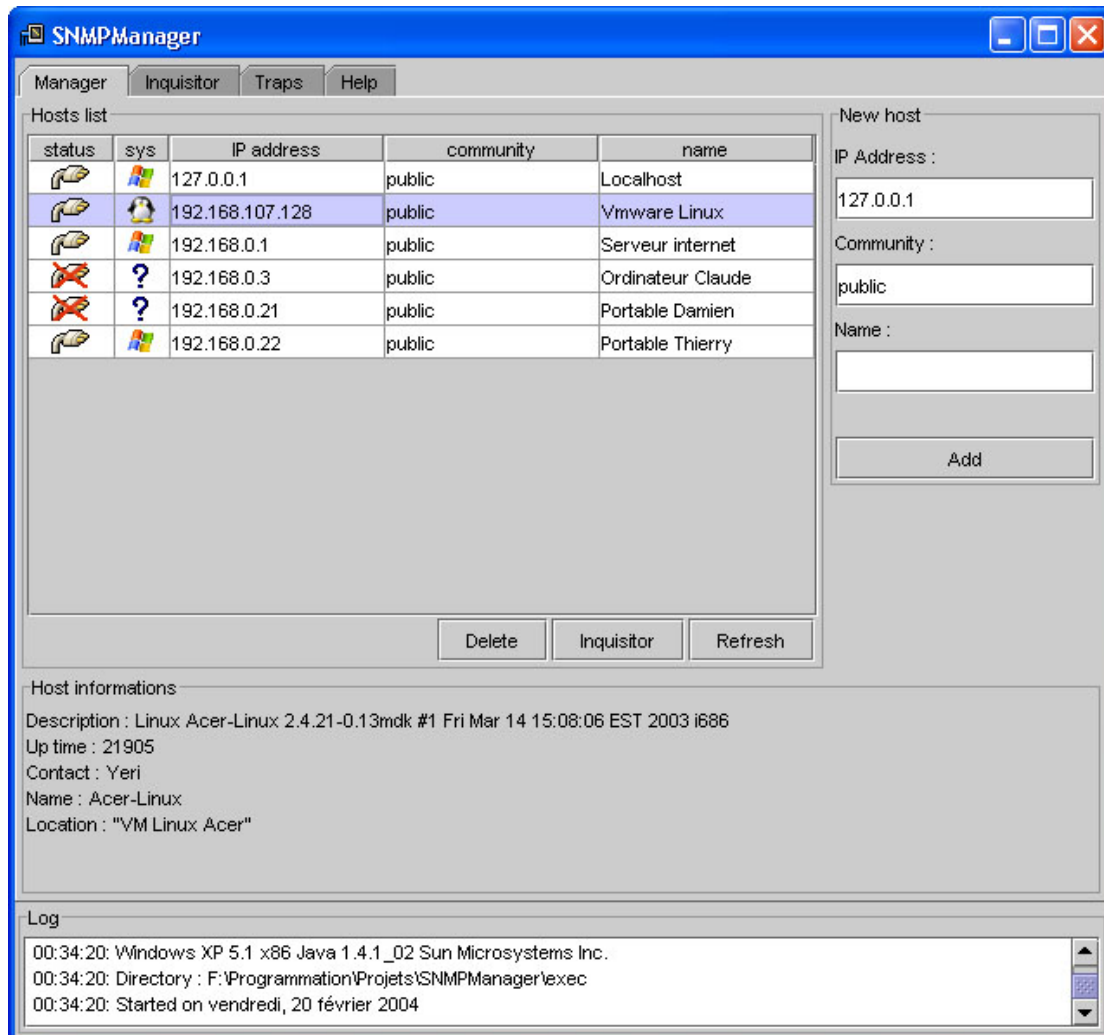 SNMPManager
Manager Inquisitor Traps Help
Hosts list
status sys IP address community name
127.0.0.1 public Localhost
192.168.107.128 public Vmware Linux
192.168.0.1 public Serveur internet
? 192.168.0.3 public Ordinateur Claude
? 192.168.0.21 public Portable Damien
192.168.0.22 public Portable Thierry
Delete Inquisitor Refresh
New host
IP Address :
127.0.0.1
Community :
public
Name :
Add
Host informations
Description : Linux Acer-Linux 2.4.21-0.13mdk #1 Fri Mar 14 15:08:06 EST 2003 i686
Up time : 21905
Contact : Yeri
Name : Acer-Linux
Location : "VM Linux Acer"
Log
00:34:20: Windows XP 5.1 x86 Java 1.4.1_02 Sun Microsystems Inc.
00:34:20: Directory : F:\Programmation\Projets\SNMPManager\exec
00:34:20: Started on vendredi, 20 février 2004